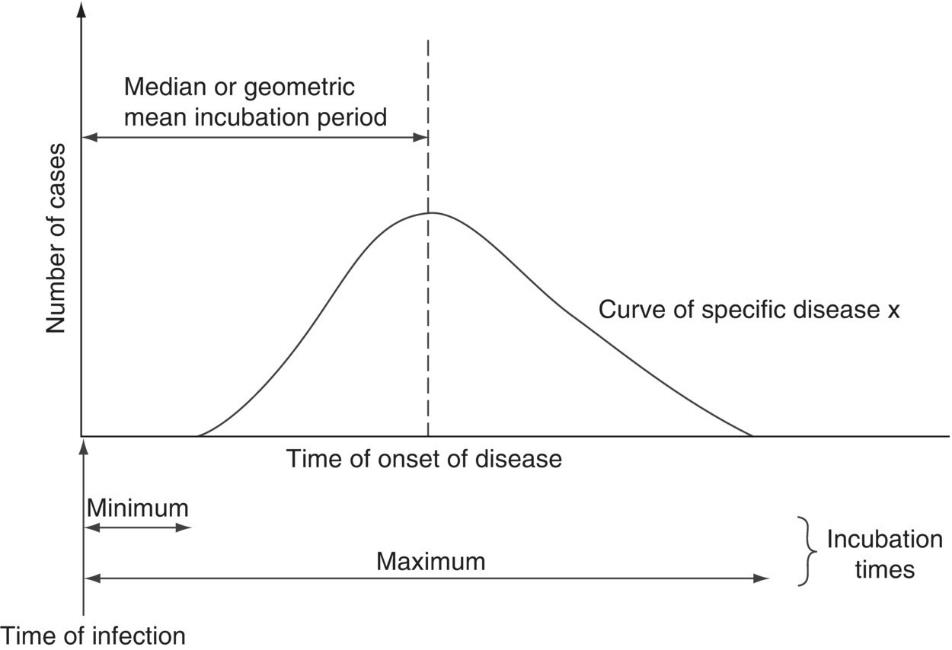 Median or geometric
mean incubation period
Number of cases
Curve of specific disease x
Time of onset of disease
Minimum
Maximum
Incubation
times
Time of infection